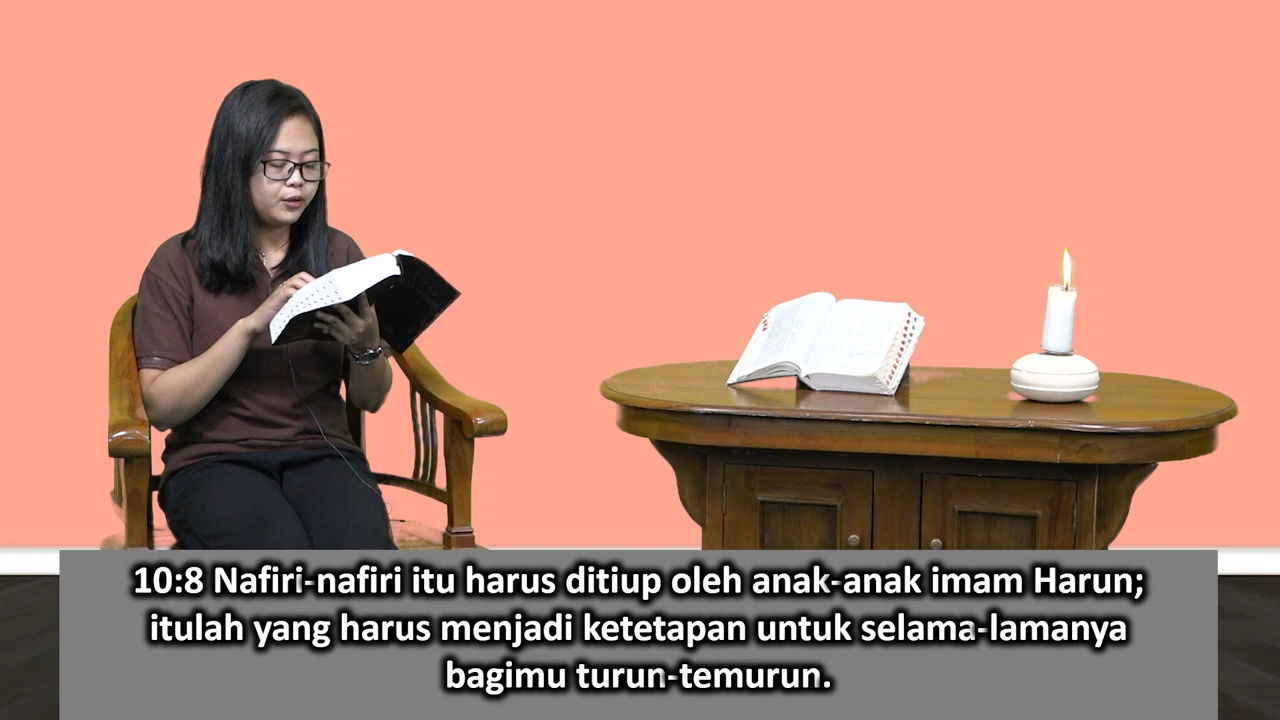 10:8 Nafiri-nafiri itu harus ditiup oleh anak-anak imam Harun;
itulah yang harus menjadi ketetapan untuk selama-lamanya
bagimu turun-temurun.